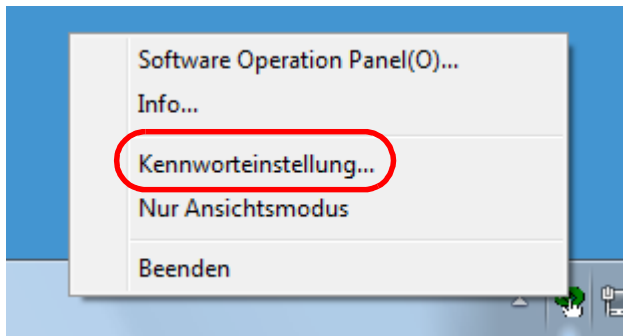 Software Operation Panel(O)...
Info...
Kennworteinstellung...
Nur Ansichtsmodus
Beenden